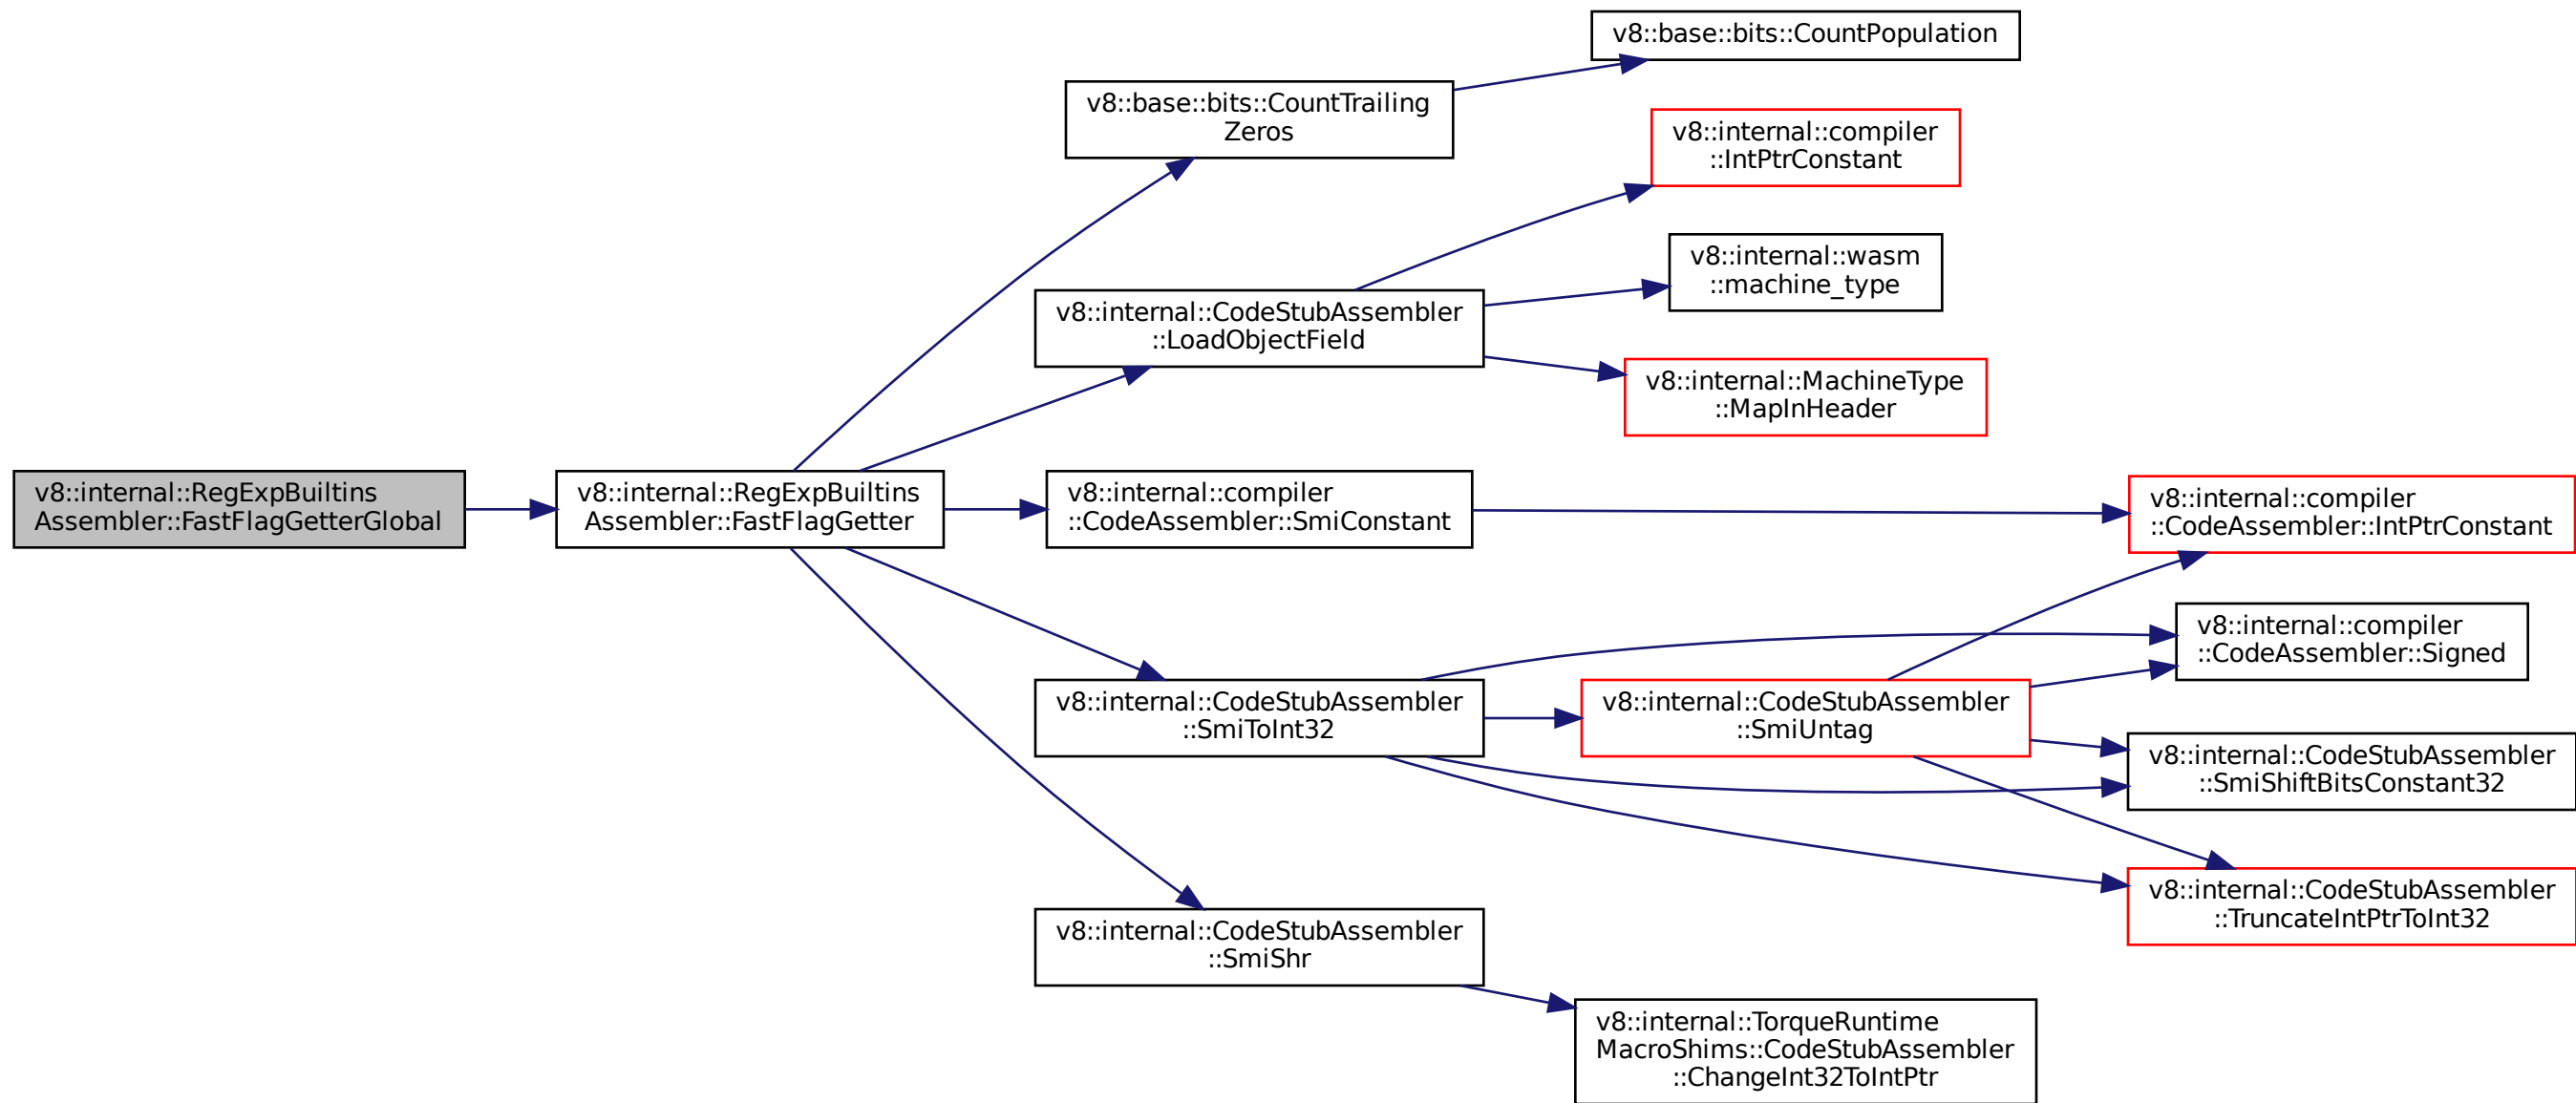 v8::base::bits::CountPopulation
v8::base::bits::CountTrailing
Zeros
v8::internal::compiler
::IntPtrConstant
v8::internal::wasm
::machine_type
v8::internal::CodeStubAssembler
::LoadObjectField
v8::internal::MachineType
::MapInHeader
v8::internal::RegExpBuiltins
Assembler::FastFlagGetterGlobal
v8::internal::RegExpBuiltins
Assembler::FastFlagGetter
v8::internal::compiler
::CodeAssembler::SmiConstant
v8::internal::compiler
::CodeAssembler::IntPtrConstant
v8::internal::compiler
::CodeAssembler::Signed
v8::internal::CodeStubAssembler
::SmiToInt32
v8::internal::CodeStubAssembler
::SmiUntag
v8::internal::CodeStubAssembler
::SmiShiftBitsConstant32
v8::internal::CodeStubAssembler
::TruncateIntPtrToInt32
v8::internal::CodeStubAssembler
::SmiShr
v8::internal::TorqueRuntime
MacroShims::CodeStubAssembler
::ChangeInt32ToIntPtr